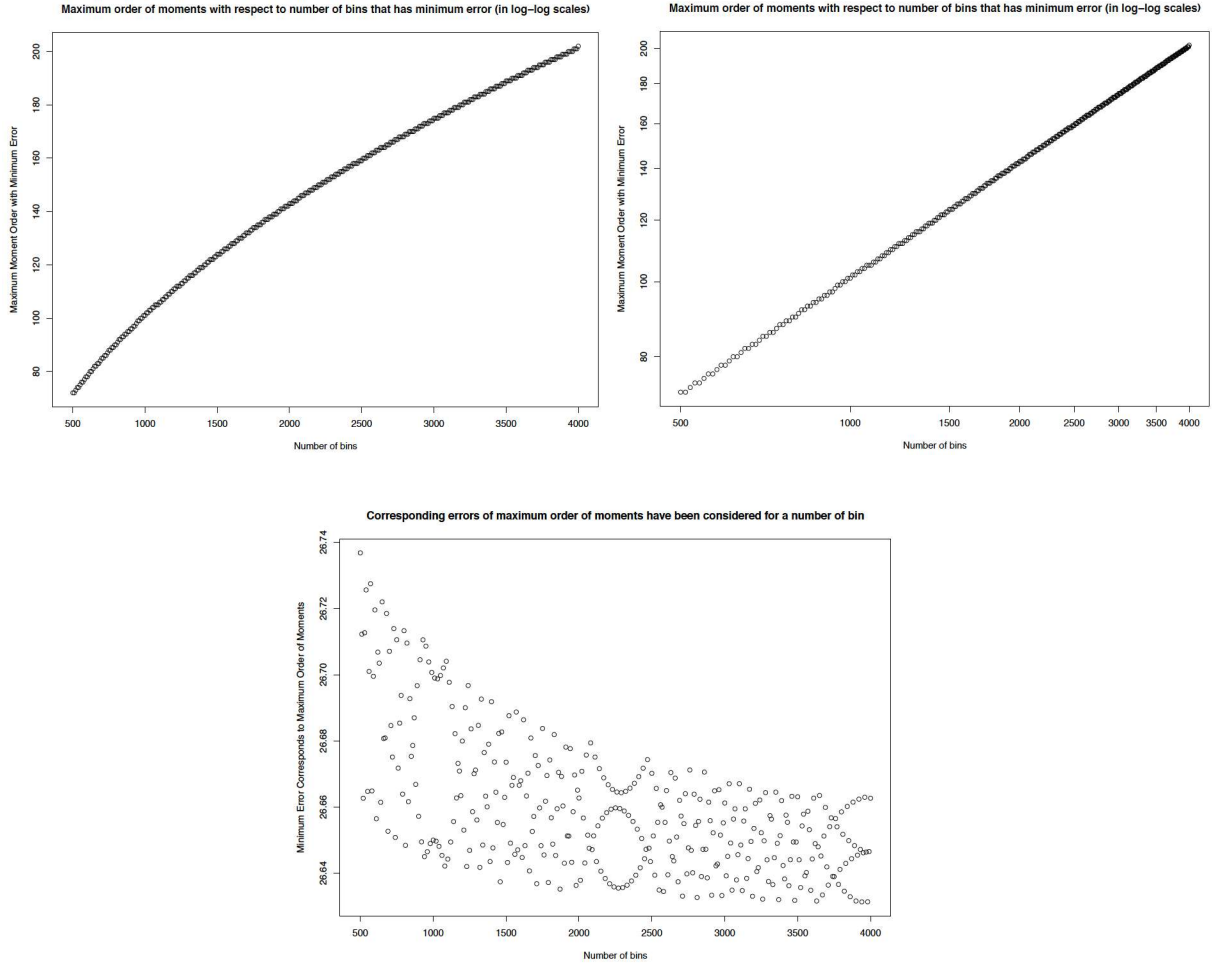 Maximum order of moments with respect to number of bins that has minimum error (in log−log scales)
Maximum Moment Order with Minimum Error
200
180
160
140
120
100
80
500 1000 1500 2000 2500 3000 3500 4000
Number of bins
Maximum order of moments with respect to number of bins that has minimum error (in log−log scales)
Maximum Moment Order with Minimum Error
200
180
160
140
120
100
80
500 1000 1500 2000 2500 3000 3500 4000
Number of bins
Corresponding errors of maximum order of moments have been considered for a number of bin
Minimum Error Corresponds to Maximum Order of Moments
26.74
26.72
26.70
26.68
26.66
26.64
500 1000 1500 2000 2500 3000 3500 4000
Number of bins